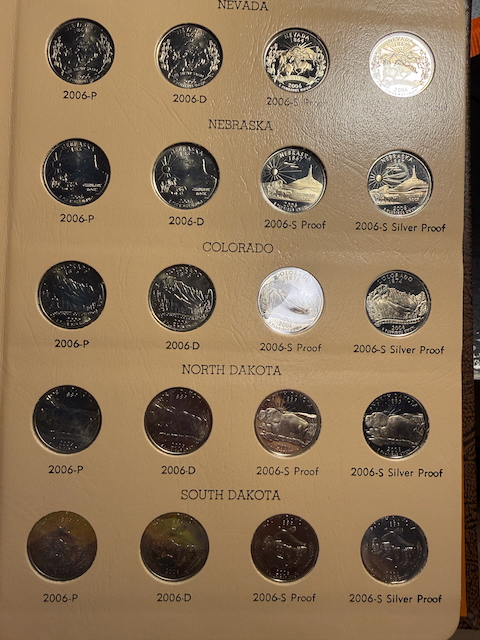 NEVADA
2006-P 2006-D 2006-S
NEBRASKA
2006-P 2006-D 2006-S Proof 2006-S Silver Proof
COLORADO
2006-P 2006-D 2006-S Proof 2006-S Silver Proof
NORTH DAKOTA
2006-P 2006-D 2006-S Proof 2006-S Silver Proof
SOUTH DAKOTA
2006-P 2006-D 2006-S Proof 2006-S Silver Proof